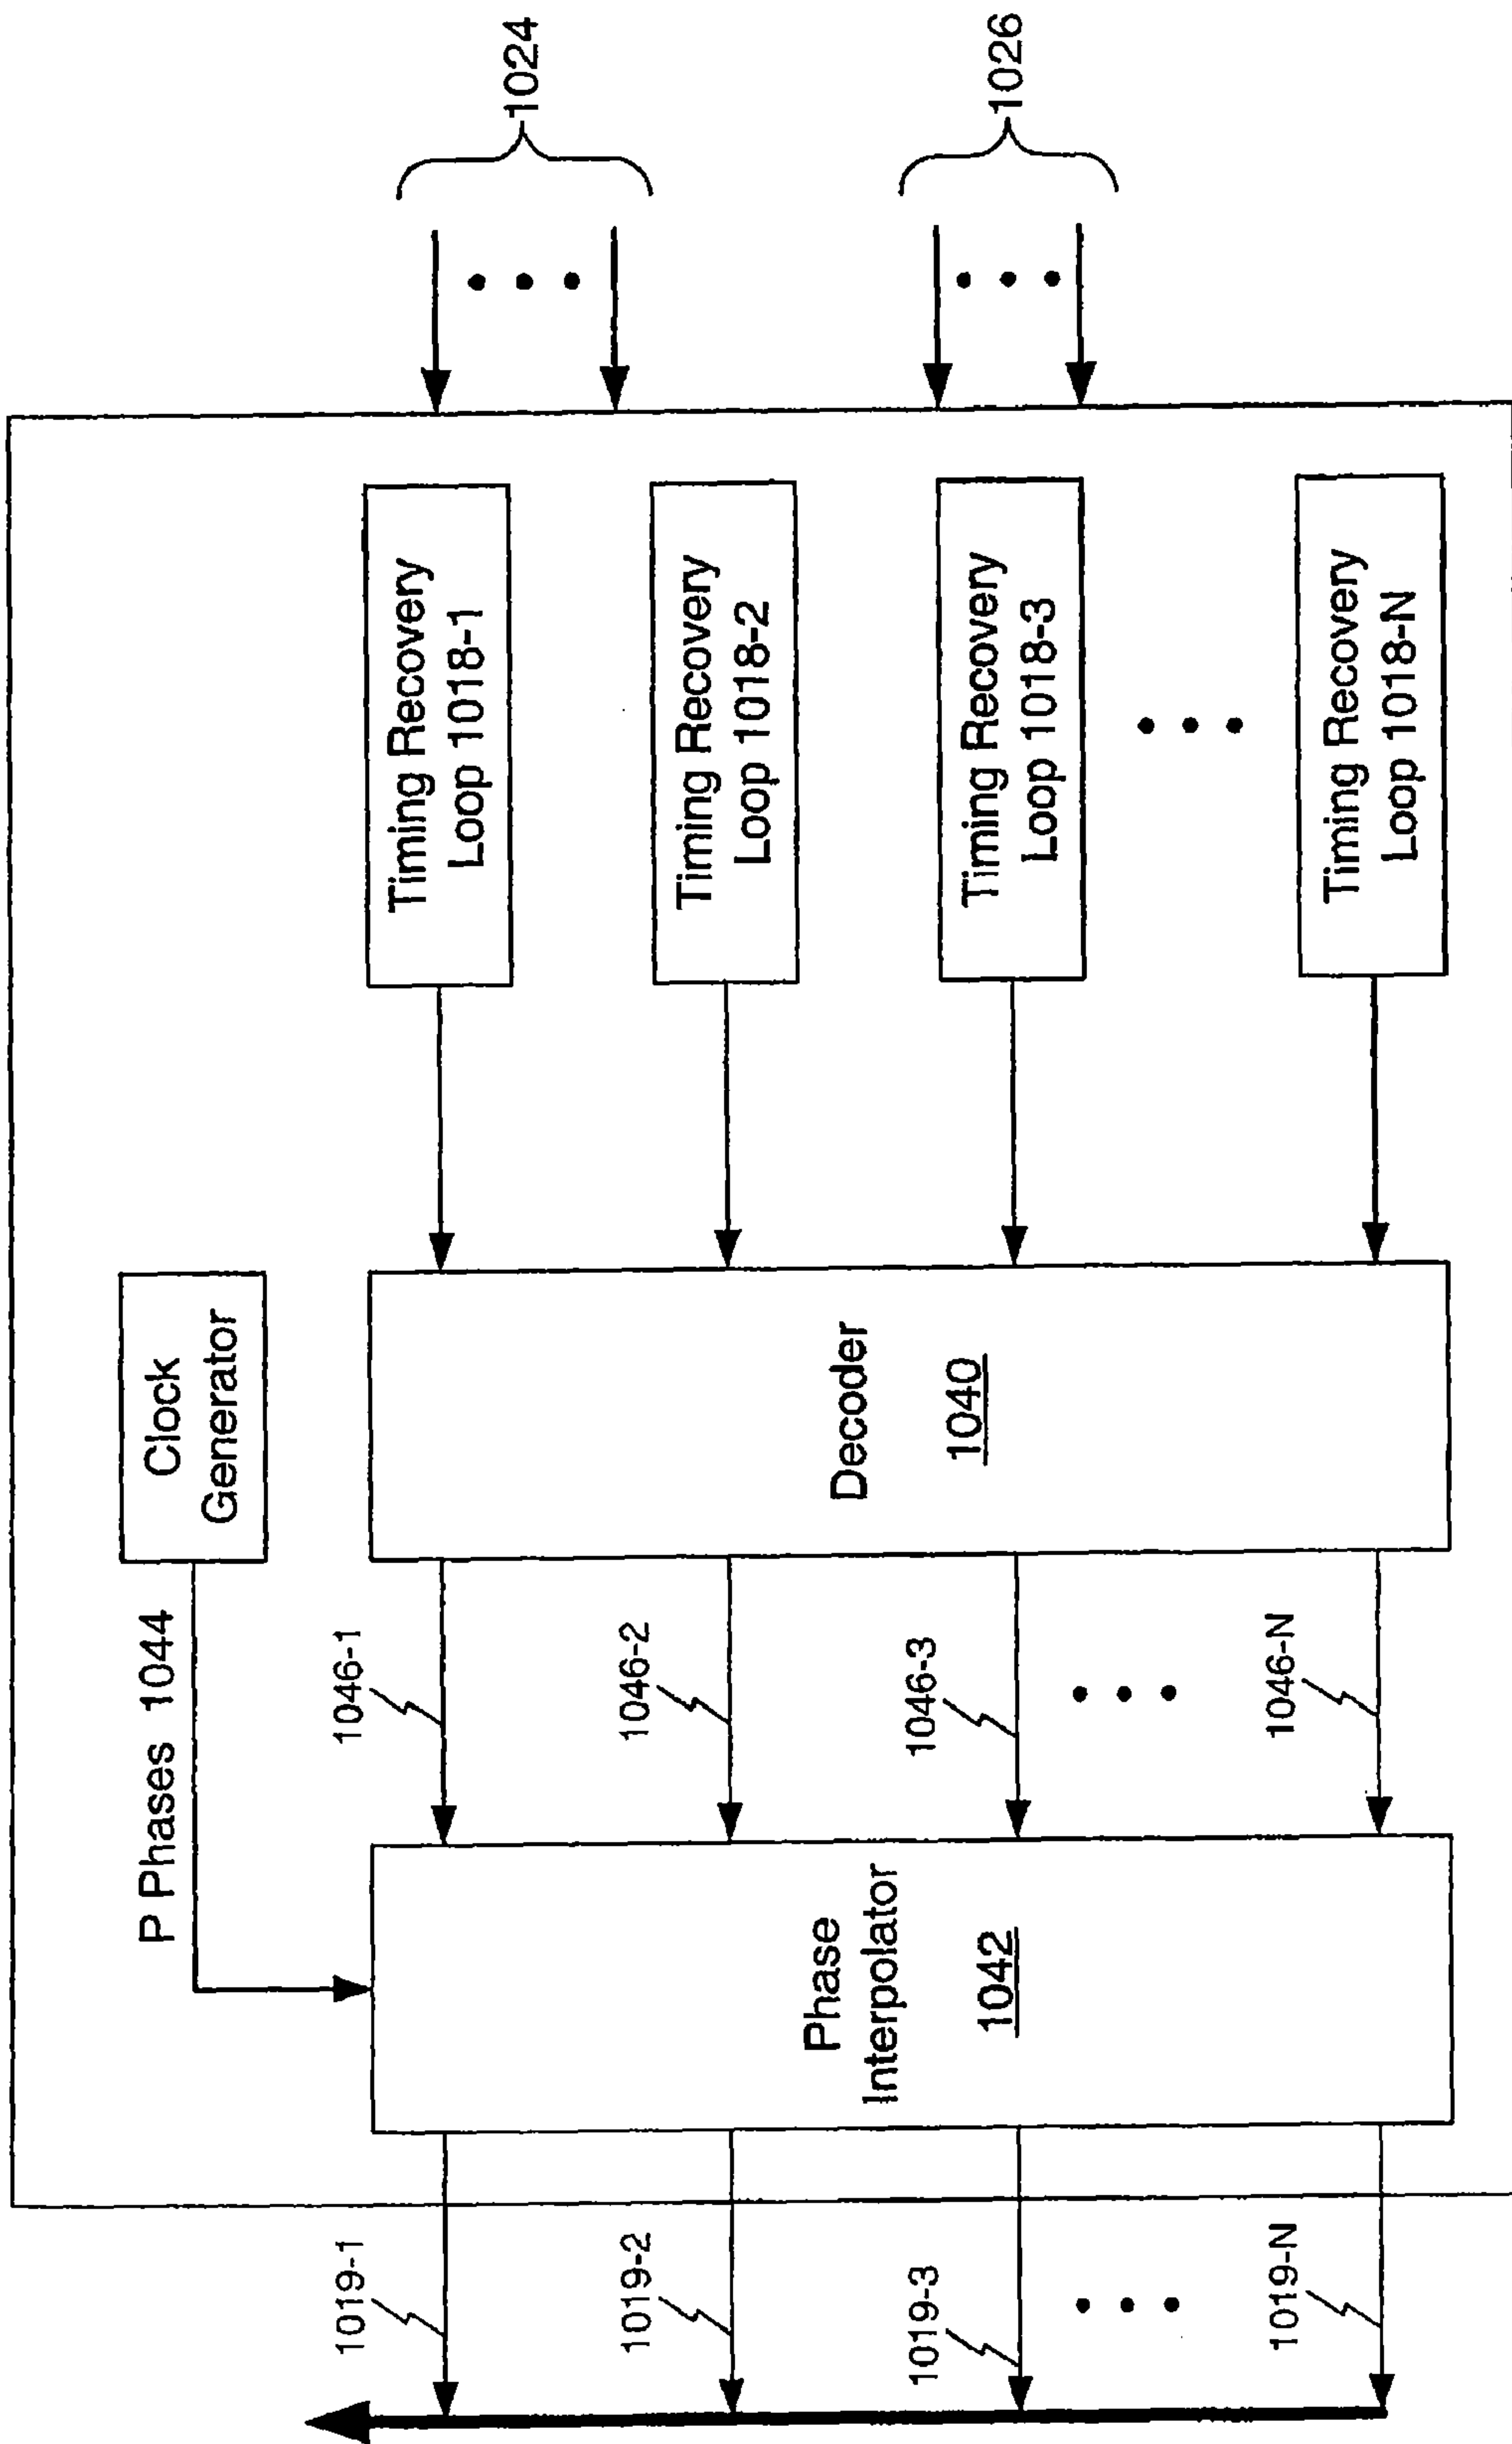 1024
1026
Timing Recovery
Loop 1018-1
Timing Recovery
Loop 1018-2
Timing Recovery
Loop 1018-3
Timing Recovery
Loop 1018-N
Clock
Generator
P Phases 1044
Decoder
1040
1046-1
1046-2
1046-3
1046-N
Phase
Interpolator
1042
1019-1
1019-2
1019-3
1019-N